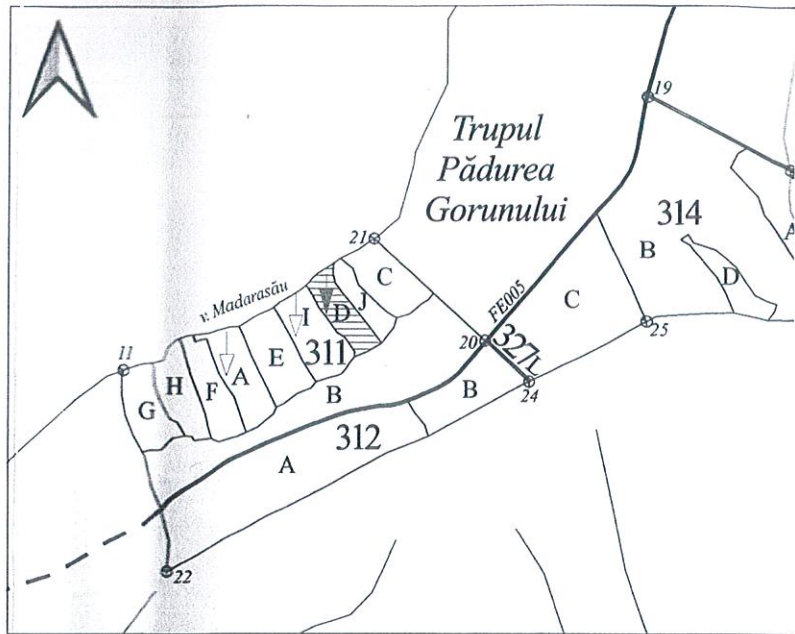 19
Trupul
Pădurea
Gorunului
314
A
B
D
21
C
v. Madarasău
J
D
I
311
E
A
F
H
G
11
B
FE005
C
25
20
327L
24
B
312
A
22